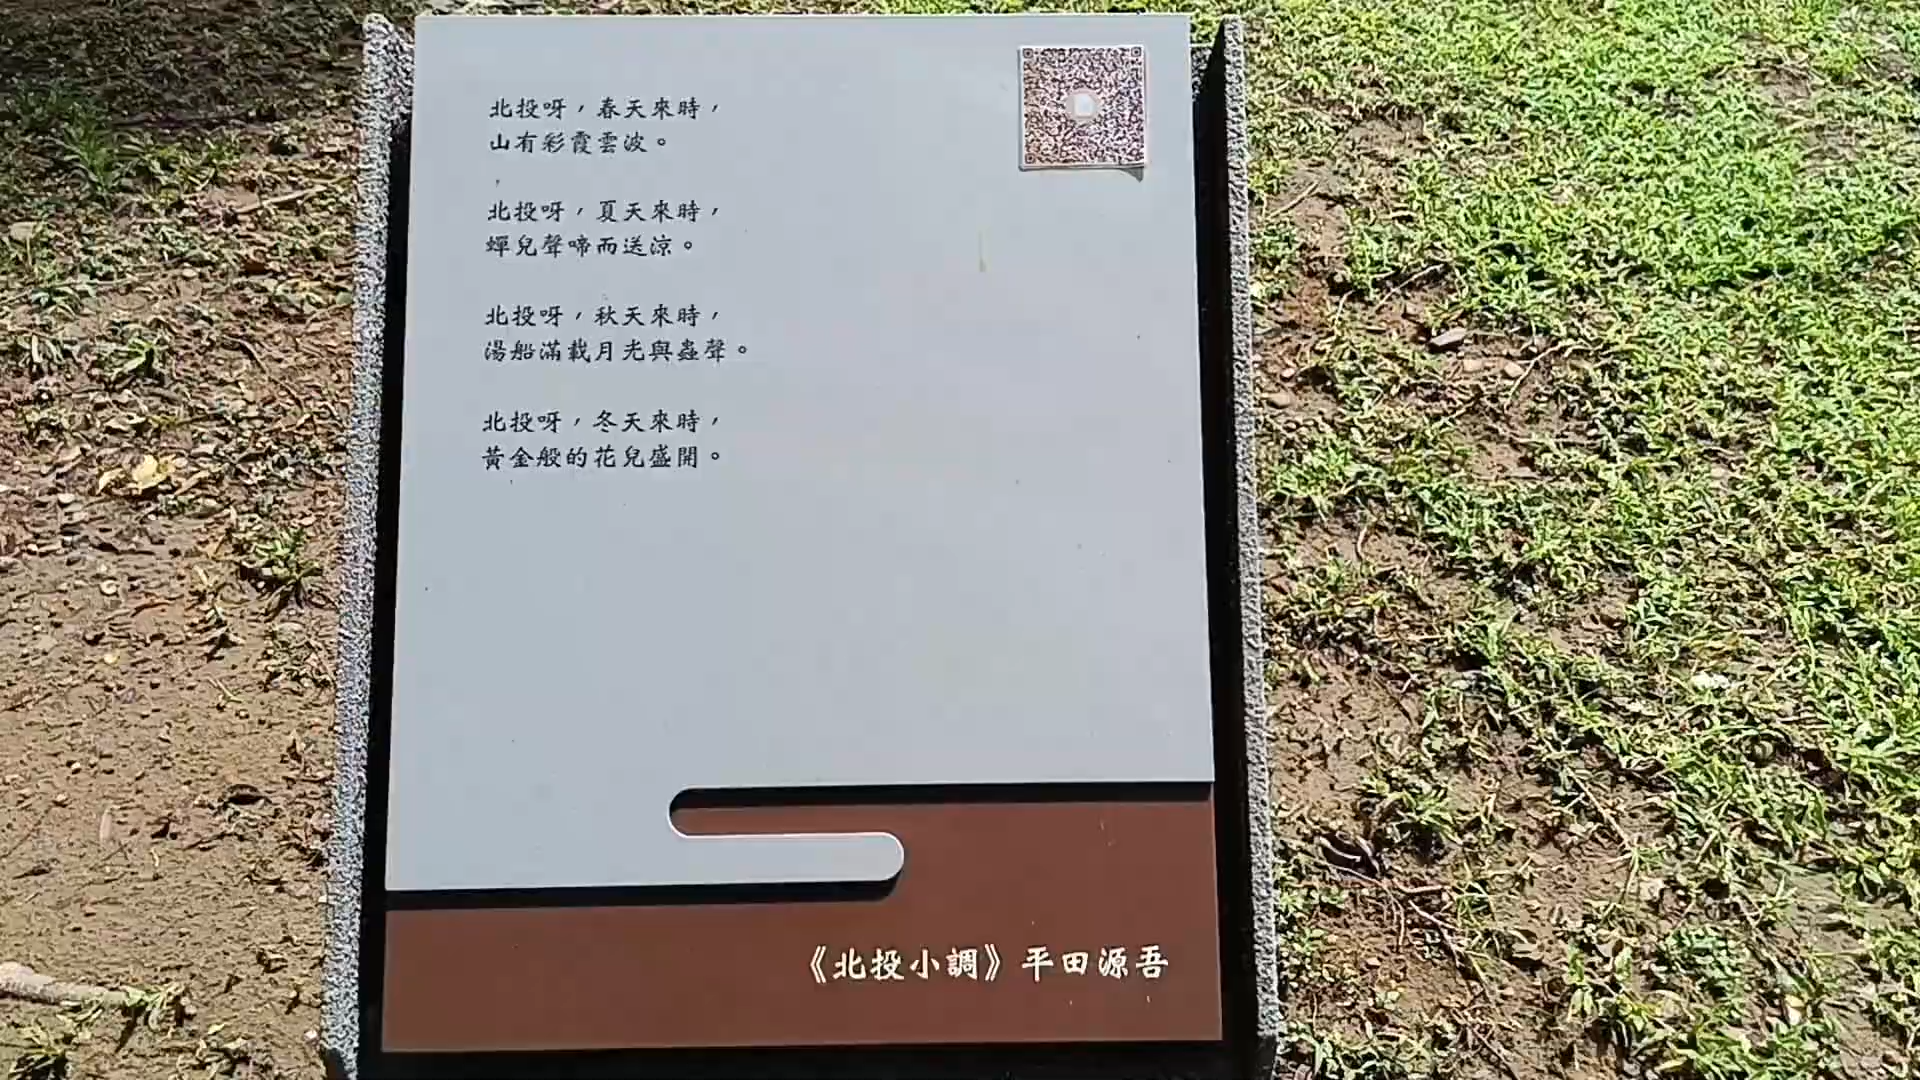 北投呀，春天來時，
山有彩霞雲波。
北投呀，夏天來時，
蟬兒聲啼而送涼。
北投呀，秋天來時，
湯船滿載月光與蟲聲。
北投呀，冬天來時，
黃金般的花兒盛開。
《北投小調》平田源吾